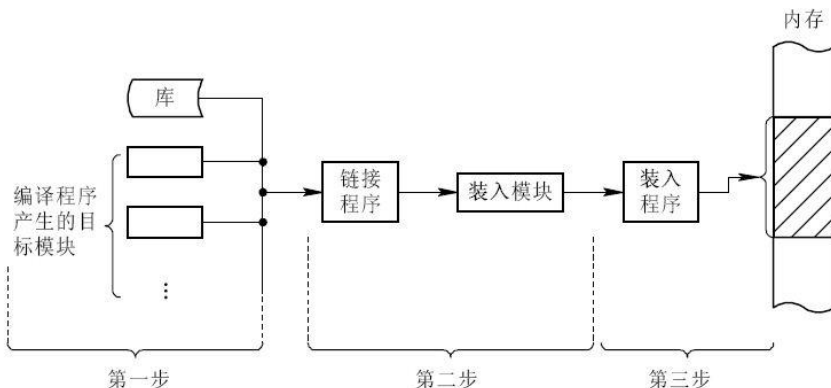 内存
库
编译程序
产生的目
标模块
⋮
链接
程序
装入模块
装入
程序
第一步
第二步
第三步